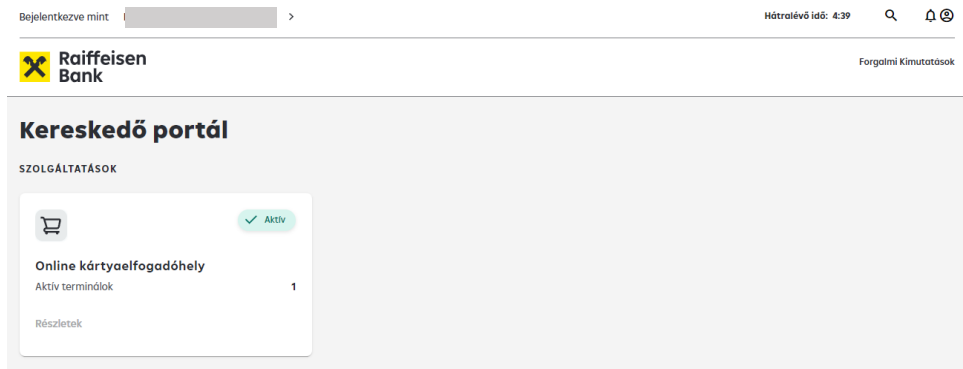 Bejelentkezve mint
Hátralévő idő: 4:39
Raiffeisen
Bank
Forgalmi Kimutatások
Kereskedő portál
SZOLGÁLTATÁSOK
Aktív
Online kártyaelfogadóhely
Aktív terminálok 1
Részletek